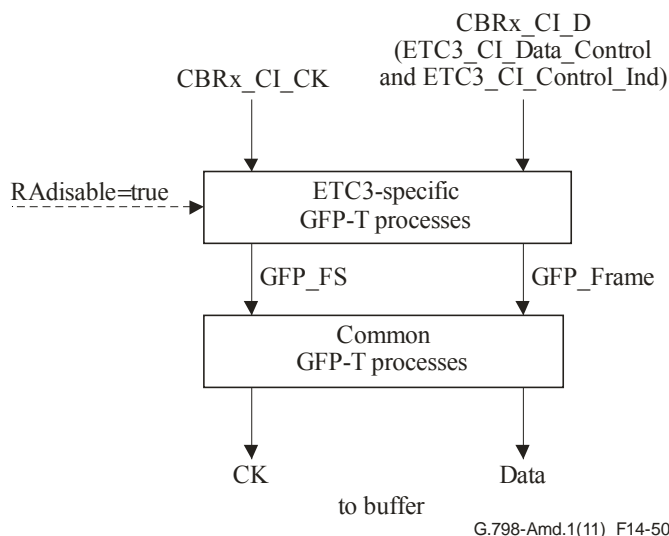 CBRx_CI_D
(ETC3_CI_Data_Control
and ETC3_CI_Control_Ind)
CBRx_CI_CK
RAdisable=true
ETC3-specific
GFP-T processes
GFP_FS
GFP_Frame
Common
GFP-T processes
CK
Data
to buffer
G.798-Amd.1(11)_F14-50